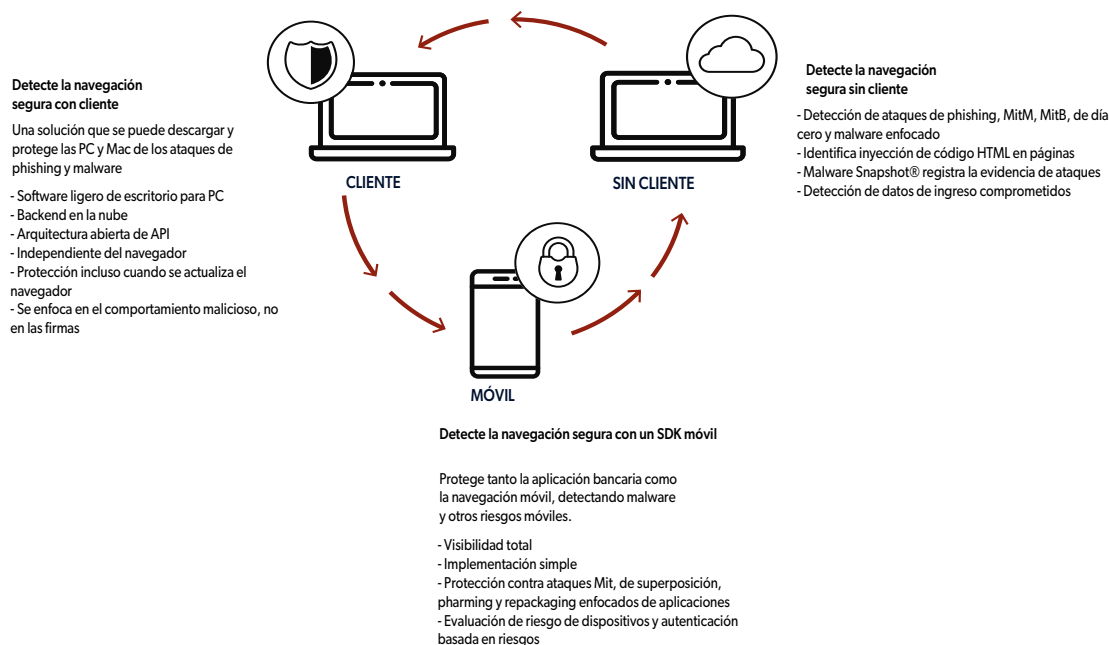 Detecte la navegación
segura con cliente
Una solución que se puede descargar y
protege las PC y Mac de los ataques de
phishing y malware
- Software ligero de escritorio para PC
- Backend en la nube
- Arquitectura abierta de API
- Independiente del navegador
- Protección incluso cuando se actualiza el
navegador
- Se enfoca en el comportamiento malicioso, no
en las firmas
CLIENTE
SIN CLIENTE
Detecte la navegación
segura sin cliente
- Detección de ataques de phishing, MitM, MitB, de día
cero y malware enfocado
- Identifica inyección de código HTML en páginas
- Malware Snapshot® registra la evidencia de ataques
- Detección de datos de ingreso comprometidos
MÓVIL
Detecte la navegación segura con un SDK móvil
Protege tanto la aplicación bancaria como
la navegación móvil, detectando malware
y otros riesgos móviles.
- Visibilidad total
- Implementación simple
- Protección contra ataques Mit, de superposición,
pharming y repackaging enfocados de aplicaciones
- Evaluación de riesgo de dispositivos y autenticación
basada en riesgos